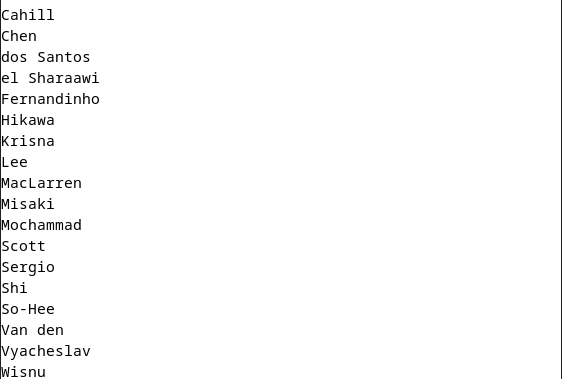 Cahill
Chen
dos Santos
el Sharaawi
Fernandinho
Hikawa
Krisna
Lee
MacLarren
Misaki
Mochammad
Scott
Sergio
Shi
So-Hee
Van den
Vyacheslav
Wisnu